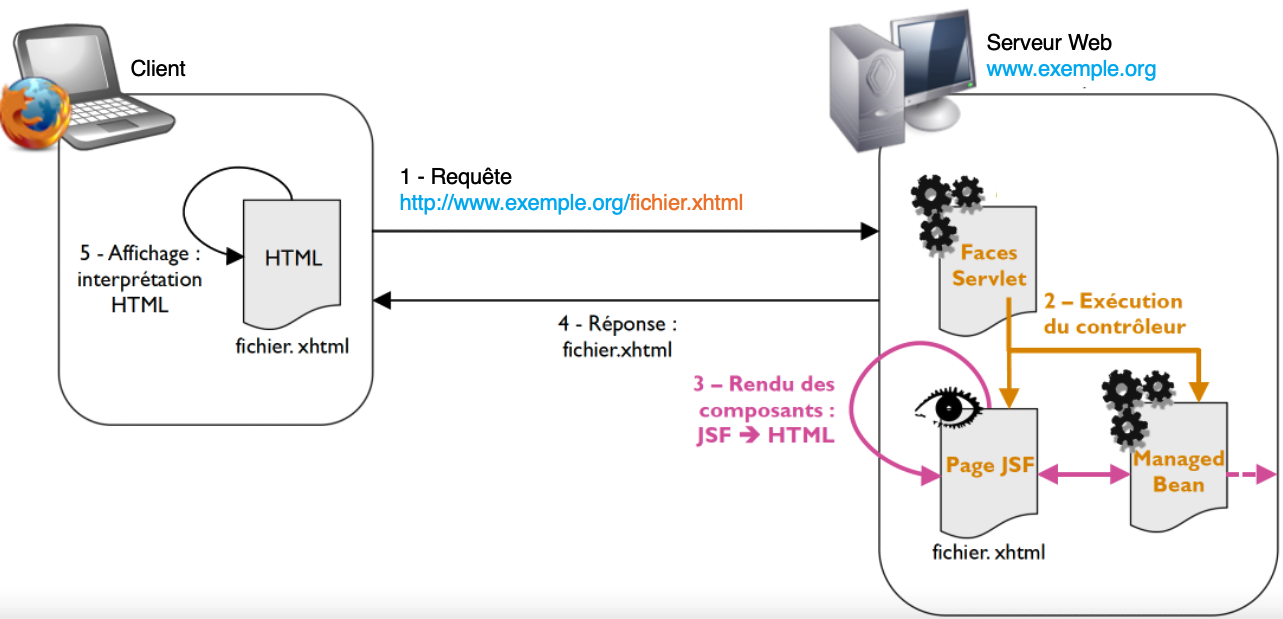 Client
Serveur Web
www.exemple.org
1 - Requête
http://www.exemple.org/fichier.xhtml
5 - Affichage :
interprétation
HTML
HTML
fichier. xhtml
4 - Réponse :
fichier.xhtml
Faces
Servlet
2 – Exécution
du contrôleur
3 – Rendu des
composants :
JSF ➔ HTML
Page JSF
fichier. xhtml
Managed
Bean